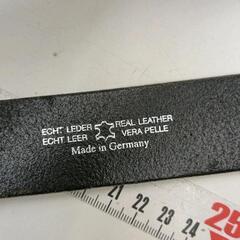 ECHT LEDER REAL LEATHER
ECHT LEER VERA PELLE
Made in Germany
21 22 23 24 25